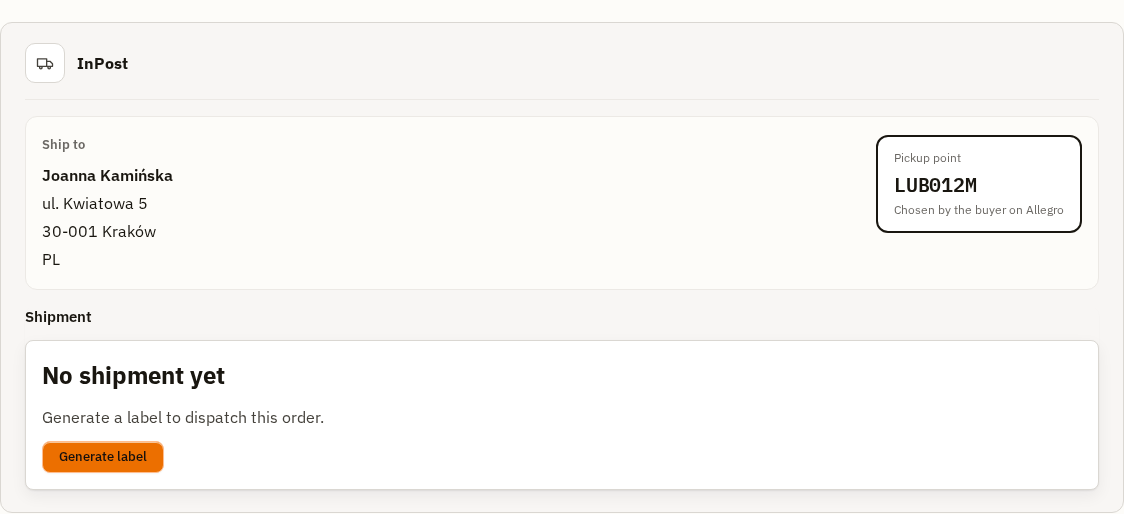 InPost
Ship to
Joanna Kamińska
ul. Kwiatowa 5
30-001 Kraków
PL
Pickup point
LUB012M
Chosen by the buyer on Allegro
Shipment
No shipment yet
Generate a label to dispatch this order.
Generate label